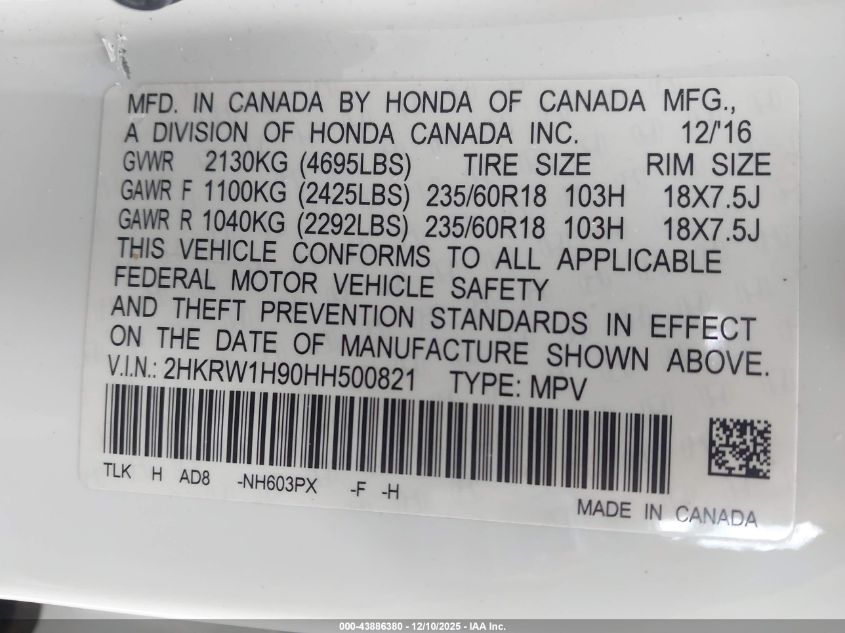 MFD. IN CANADA BY HONDA OF CANADA MFG.,
A DIVISION OF HONDA CANADA INC. 12/'16
GVWR 2130KG (4695LBS) TIRE SIZE RIM SIZE
GAWR F 1100KG (2425LBS) 235/60R18 103H 18X7.5J
GAWR R 1040KG (2292LBS) 235/60R18 103H 18X7.5J
THIS VEHICLE CONFORMS TO ALL APPLICABLE
FEDERAL MOTOR VEHICLE SAFETY
AND THEFT PREVENTION STANDARDS IN EFFECT
ON THE DATE OF MANUFACTURE SHOWN ABOVE.
V.I.N.: 2HKRW1H90HH500821 TYPE: MPV
TLK H AD8 -NH603PX -F -H
MADE IN CANADA
000-43886380 - 12/10/2025 - IAA Inc.